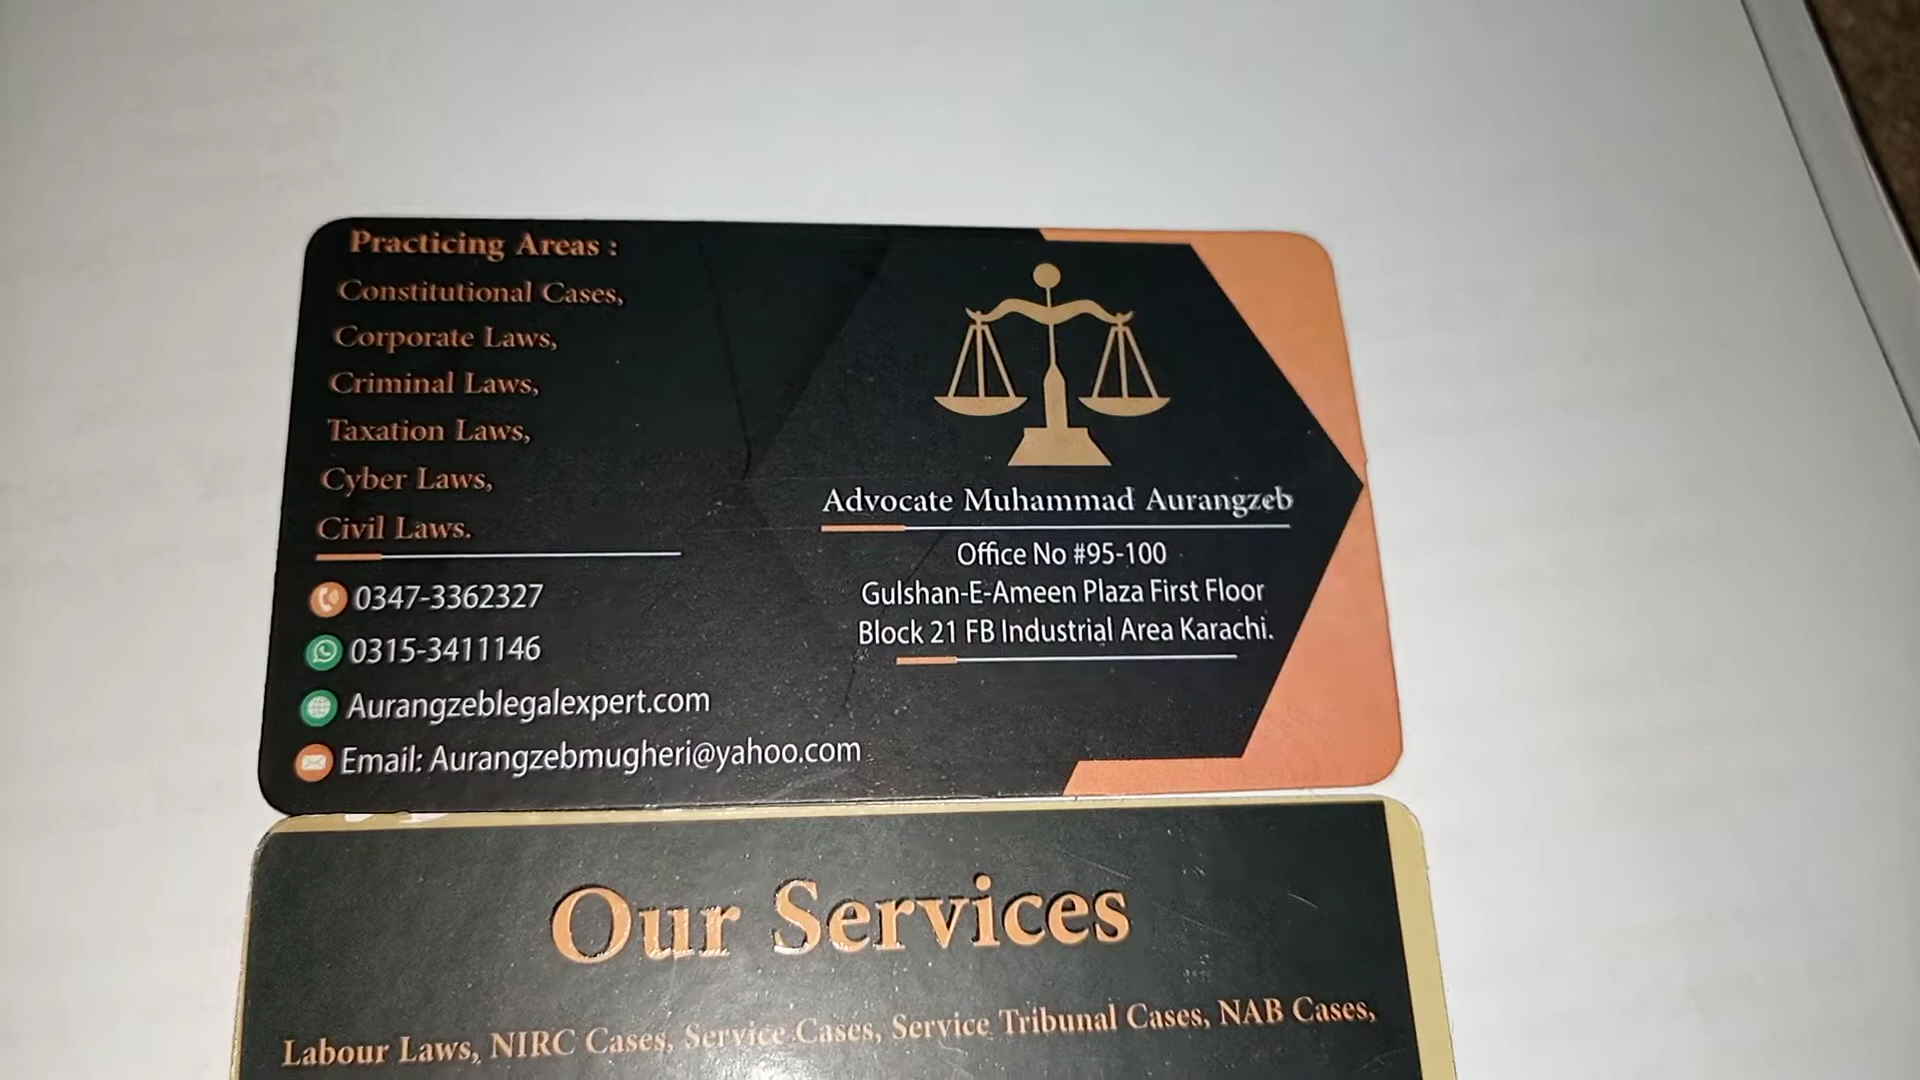 Practicing Areas :
Constitutional Cases,
Corporate Laws,
Criminal Laws,
Taxation Laws,
Cyber Laws,
Civil Laws.
0347-3362327
0315-3411146
Aurangzeblegalexpert.com
Email: Aurangzebmugheri@yahoo.com
Advocate Muhammad Aurangzeb
Office No #95-100
Gulshan-E-Ameen Plaza First Floor
Block 21 FB Industrial Area Karachi.
Our Services
Labour Laws, NIRC Cases, Service Cases, Service Tribunal Cases, NAB Cases,